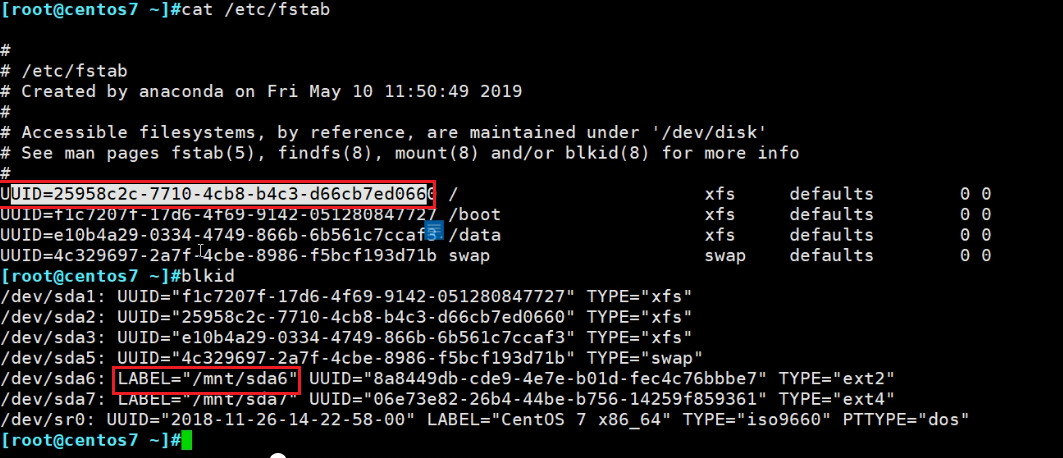 [root@centos7 ~]#cat /etc/fstab
#
# /etc/fstab
# Created by anaconda on Fri May 10 11:50:49 2019
#
# Accessible filesystems, by reference, are maintained under '/dev/disk'
# See man pages fstab(5), findfs(8), mount(8) and/or blkid(8) for more info
#
UUID=25958c2c-7710-4cb8-b4c3-d66cb7ed0660 / xfs defaults 0 0
UUID=f1c7207f-17d6-4f69-9142-051280847727 /boot xfs defaults 0 0
UUID=e10b4a29-0334-4749-866b-6b561c7ccaf3 /data xfs defaults 0 0
UUID=4c329697-2a7f-4cbe-8986-f5bcf193d71b swap swap defaults 0 0
[root@centos7 ~]#blkid
/dev/sda1: UUID="f1c7207f-17d6-4f69-9142-051280847727" TYPE="xfs"
/dev/sda2: UUID="25958c2c-7710-4cb8-b4c3-d66cb7ed0660" TYPE="xfs"
/dev/sda3: UUID="e10b4a29-0334-4749-866b-6b561c7ccaf3" TYPE="xfs"
/dev/sda5: UUID="4c329697-2a7f-4cbe-8986-f5bcf193d71b" TYPE="swap"
/dev/sda6: LABEL="/mnt/sda6" UUID="8a8449db-cde9-4e7e-b01d-fec4c76bbbe7" TYPE="ext2"
/dev/sda7: LABEL="/mnt/sda7" UUID="06e73e82-26b4-44be-b756-14259f859361" TYPE="ext4"
/dev/sr0: UUID="2018-11-26-14-22-58-00" LABEL="CentOS 7 x86_64" TYPE="iso9660" PTTYPE="dos"
[root@centos7 ~]#